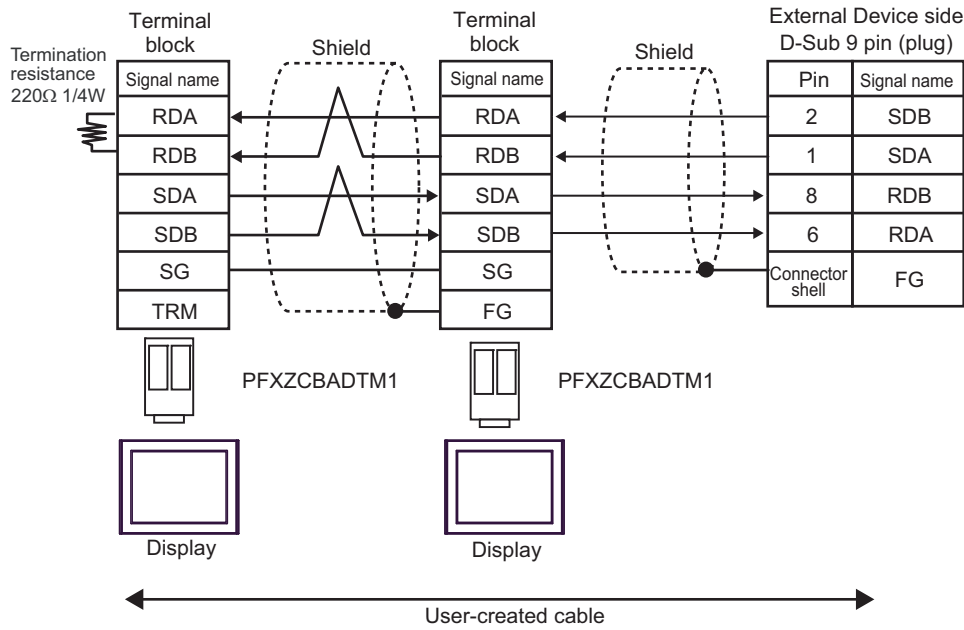 Termination
resistance
220Ω 1/4W
Terminal
block
Signal name
RDA
RDB
SDA
SDB
SG
TRM
Shield
Terminal
block
Signal name
RDA
RDB
SDA
SDB
SG
FG
Shield
External Device side
D-Sub 9 pin (plug)
Pin Signal name
2 SDB
1 SDA
8 RDB
6 RDA
Connector
shell
FG
PFXZCBADTM1
PFXZCBADTM1
Display
Display
User-created cable